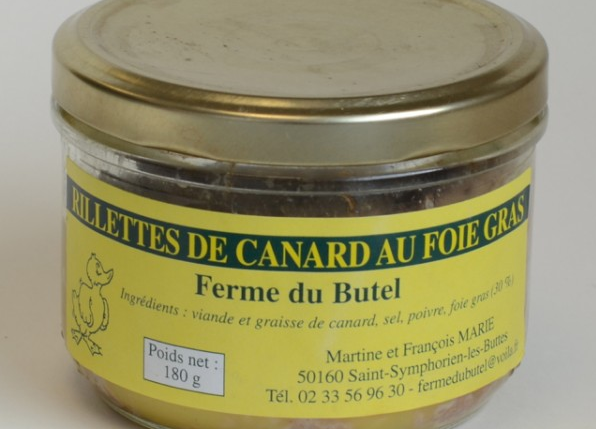 RILLETTES DE CANARD AU FOIE GRAS
Ferme du Butel
Ingrédients : viande et graisse de canard, sel, poivre, foie gras (30 %)
Poids net :
180 g
Martine et François MARIE
50160 Saint-Symphorien-les-Buttes
Tél. 02 33 56 96 30 - fermedubutel@voila.fr